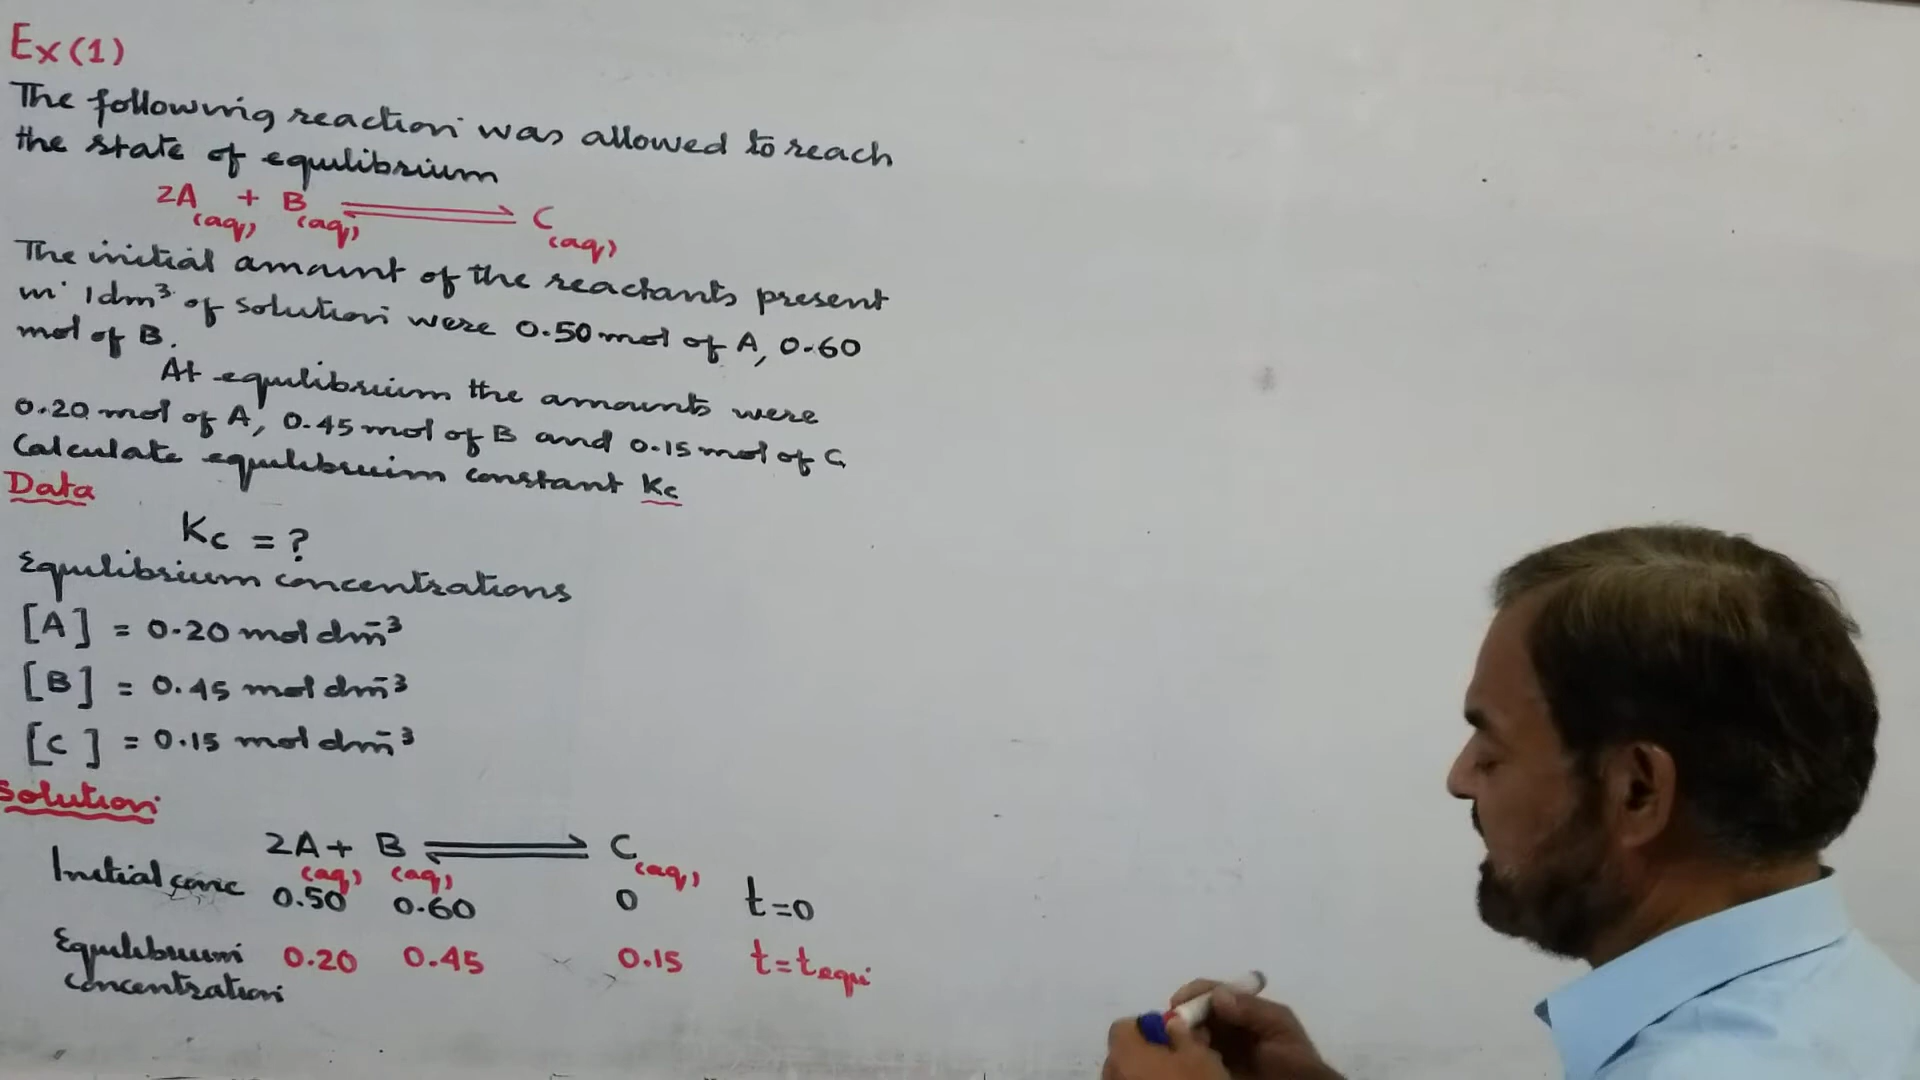 Ex(1)
The following reaction was allowed to reach
the state of equilibrium
2A(aq) + B(aq) ⇌ C(aq)
The initial amount of the reactants present
in 1dm³ of solution were 0.50 mol of A, 0.60
mol of B.
At equilibrium the amounts were
0.20 mol of A, 0.45 mol of B and 0.15 mol of C
Calculate equilibrium constant Kc
Data
Kc = ?
Equilibrium concentrations
[A] = 0.20 mol dm⁻³
[B] = 0.45 mol dm⁻³
[C] = 0.15 mol dm⁻³
Solution
2A(aq) + B(aq) ⇌ C(aq)
Initial conc 0.50 0.60 0 t=0
Equilibrium 0.20 0.45 0.15 t=tequi
concentration